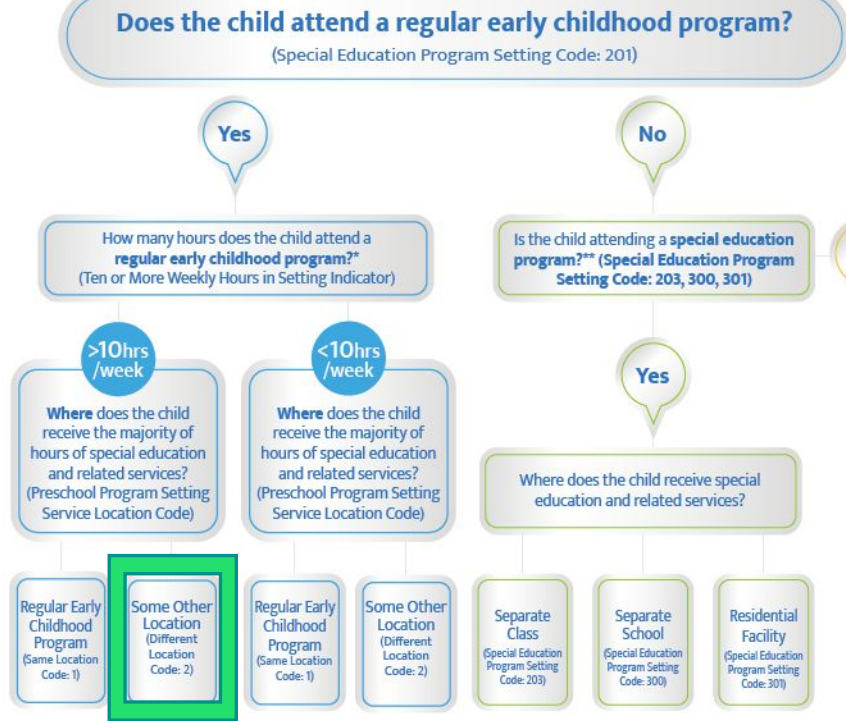 Does the child attend a regular early childhood program?
(Special Education Program Setting Code: 201)
Yes
No
How many hours does the child attend a
regular early childhood program?*
(Ten or More Weekly Hours in Setting Indicator)
Is the child attending a special education
program?** (Special Education Program
Setting Code: 203, 300, 301)
>10hrs
/week
Where does the child
receive the majority of
hours of special education
and related services?
(Preschool Program Setting
Service Location Code)
<10hrs
/week
Where does the child
receive the majority of
hours of special education
and related services?
(Preschool Program Setting
Service Location Code)
Yes
Where does the child receive special
education and related services?
Regular Early
Childhood
Program
(Same Location
Code: 1)
Some Other
Location
(Different
Location
Code: 2)
Regular Early
Childhood
Program
(Same Location
Code: 1)
Some Other
Location
(Different
Location
Code: 2)
Separate
Class
(Special Education
Program Setting
Code: 203)
Separate
School
(Special Education
Program Setting
Code: 300)
Residential
Facility
(Special Education
Program Setting
Code: 301)